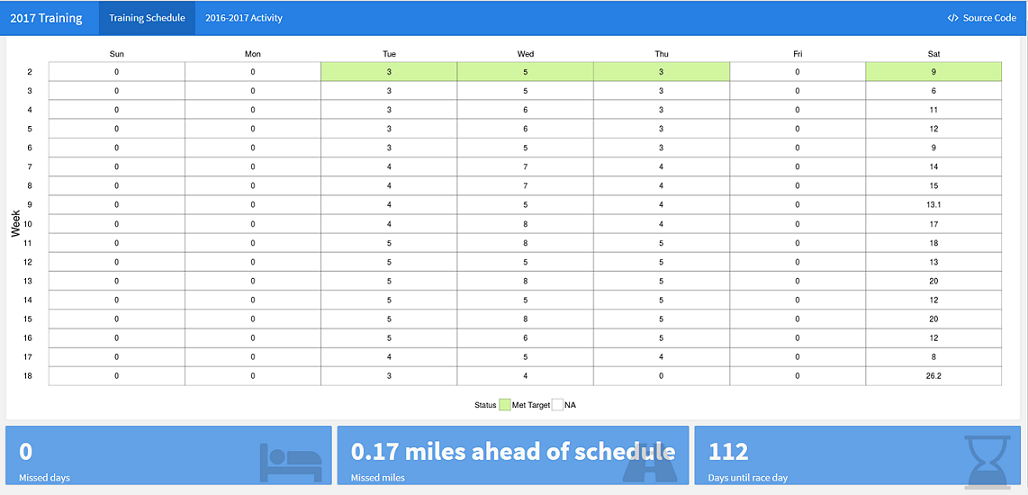 2017 Training Training Schedule 2016-2017 Activity </> Source Code
Sun Mon Tue Wed Thu Fri Sat
2 0 0 3 5 3 0 9
3 0 0 3 5 3 0 6
4 0 0 3 6 3 0 11
5 0 0 3 6 3 0 12
6 0 0 3 5 3 0 9
7 0 0 4 7 4 0 14
8 0 0 4 7 4 0 15
9 0 0 4 5 4 0 13.1
Week
10 0 0 4 8 4 0 17
11 0 0 5 8 5 0 18
12 0 0 5 5 5 0 13
13 0 0 5 8 5 0 20
14 0 0 5 5 5 0 12
15 0 0 5 8 5 0 20
16 0 0 5 6 5 0 12
17 0 0 4 5 4 0 8
18 0 0 3 4 0 0 26.2
Status Met Target NA
0
Missed days
0.17 miles ahead of schedule
Missed miles
112
Days until race day